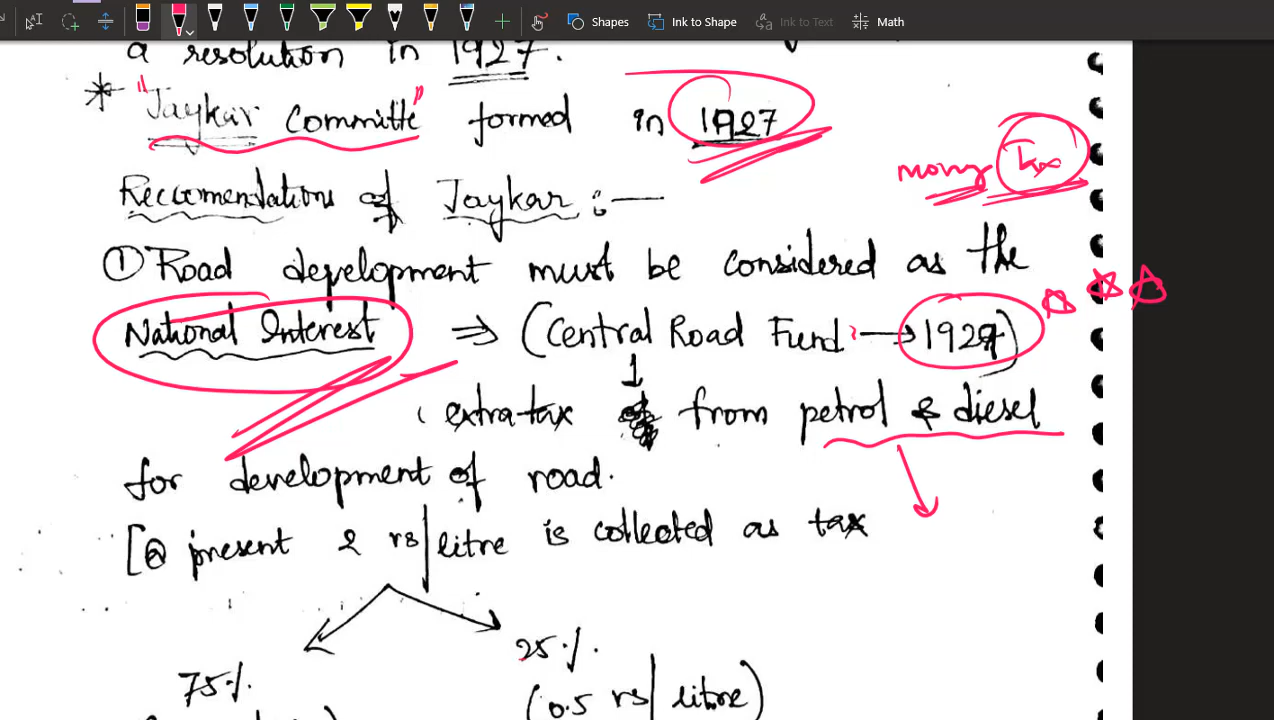 Shapes
Ink to Shape
Ink to Text
Math
a resolution in 1927.
* "Jaykar Committe" formed in 1927
money tax
Reccomendations of Jaykar :—
① Road development must be considered as the
National Interest ⇒ (Central Road Fund → 1929)
( extra tax from petrol & diesel
for development of road.
[@ present 2 rs/litre is collected as tax
75%
25%.
(0.5 rs/litre)